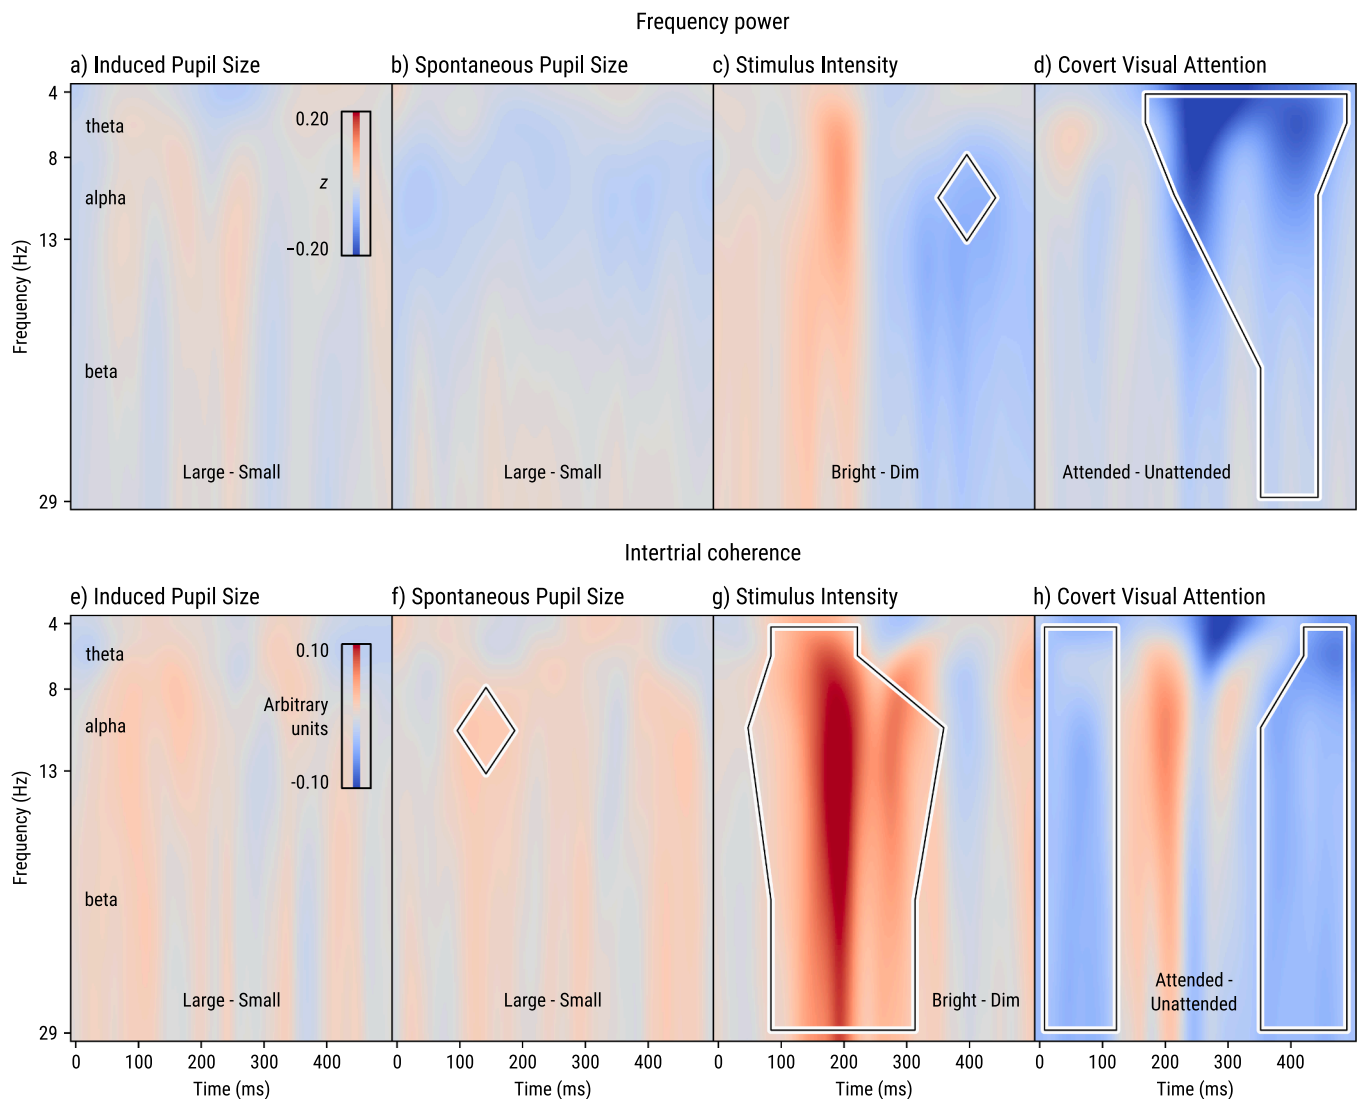 Frequency power
a) Induced Pupil Size
b) Spontaneous Pupil Size
c) Stimulus Intensity
d) Covert Visual Attention
Frequency (Hz)
4
8
13
29
theta
alpha
beta
0.20
z
−0.20
Large - Small
Large - Small
Bright - Dim
Attended - Unattended
Intertrial coherence
e) Induced Pupil Size
f) Spontaneous Pupil Size
g) Stimulus Intensity
h) Covert Visual Attention
Frequency (Hz)
4
8
13
29
theta
alpha
beta
0.10
Arbitrary
units
-0.10
Large - Small
Large - Small
Bright - Dim
Attended -
Unattended
0 100 200 300 400
0 100 200 300 400
0 100 200 300 400
0 100 200 300 400
Time (ms)
Time (ms)
Time (ms)
Time (ms)